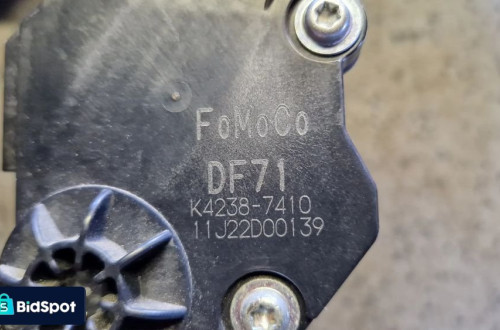 FoMoCo
DF71
K4238-7410
11J22D00139
BidSpot